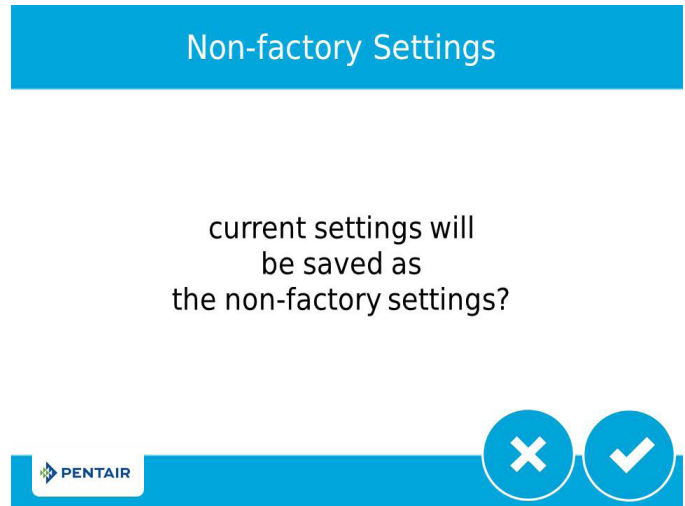 Non-factory Settings
current settings will
be saved as
the non-factory settings?
PENTAIR